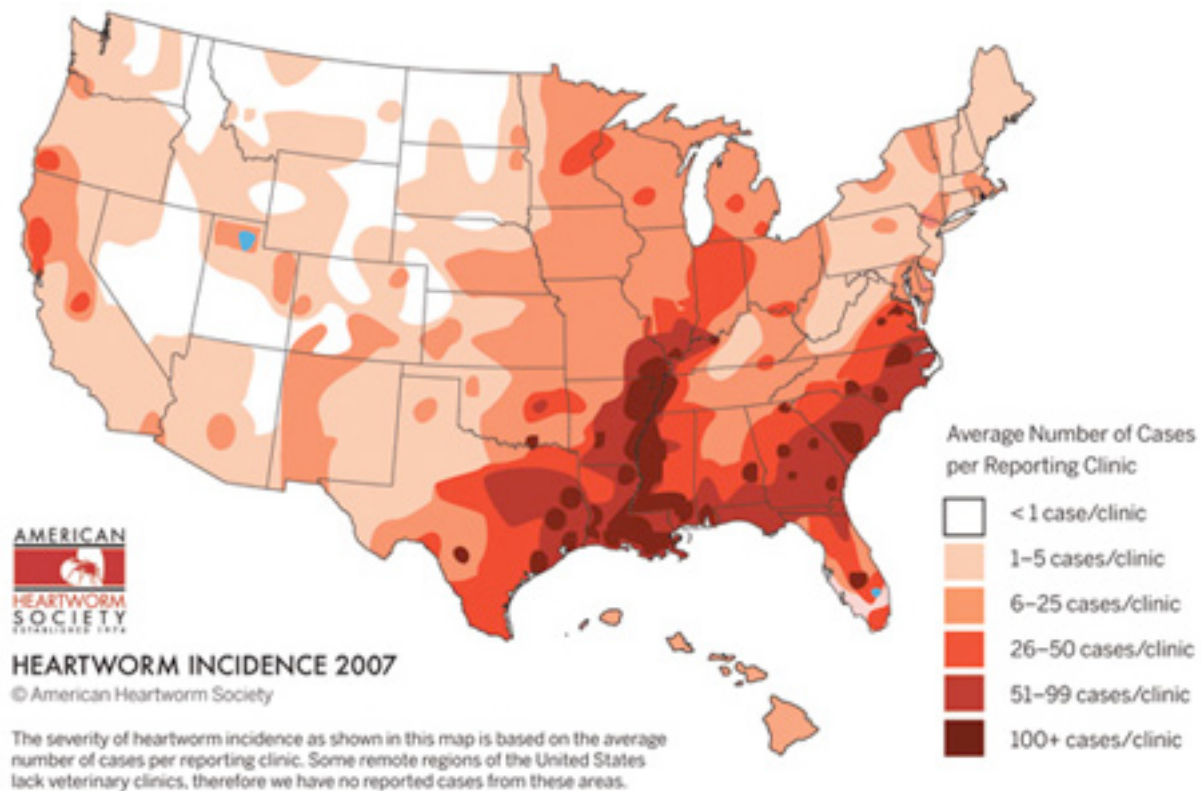 Average Number of Cases
per Reporting Clinic
< 1 case/clinic
1–5 cases/clinic
6–25 cases/clinic
26–50 cases/clinic
51–99 cases/clinic
100+ cases/clinic
AMERICAN
HEARTWORM
SOCIETY
ESTABLISHED 1974
HEARTWORM INCIDENCE 2007
© American Heartworm Society
The severity of heartworm incidence as shown in this map is based on the average
number of cases per reporting clinic. Some remote regions of the United States
lack veterinary clinics, therefore we have no reported cases from these areas.